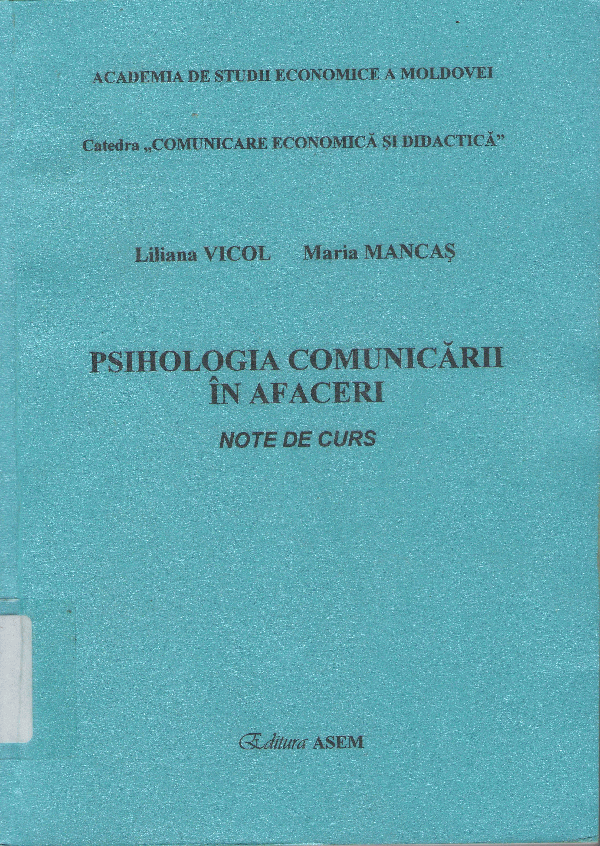 ACADEMIA DE STUDII ECONOMICE A MOLDOVEI
Catedra „COMUNICARE ECONOMICĂ ŞI DIDACTICĂ”
Liliana VICOL Maria MANCAŞ
PSIHOLOGIA COMUNICĂRII
ÎN AFACERI
NOTE DE CURS
Editura ASEM